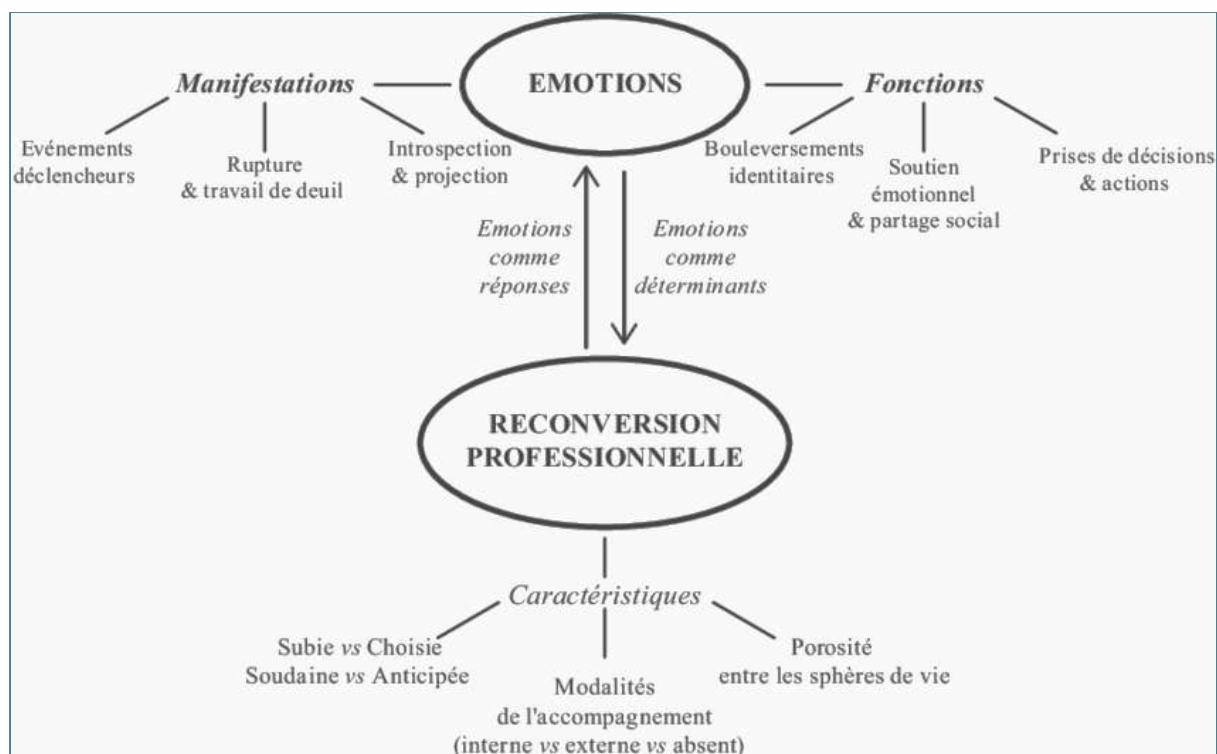 EMOTIONS
Manifestations
Evénements
déclencheurs
Rupture
& travail de deuil
Introspection
& projection
Fonctions
Bouleversements
identitaires
Soutien
émotionnel
& partage social
Prises de décisions
& actions
Emotions
comme
réponses
Emotions
comme
déterminants
RECONVERSION
PROFESSIONNELLE
Caractéristiques
Subie vs Choisie
Soudaine vs Anticipée
Modalités
de l'accompagnement
(interne vs externe vs absent)
Porosité
entre les sphères de vie